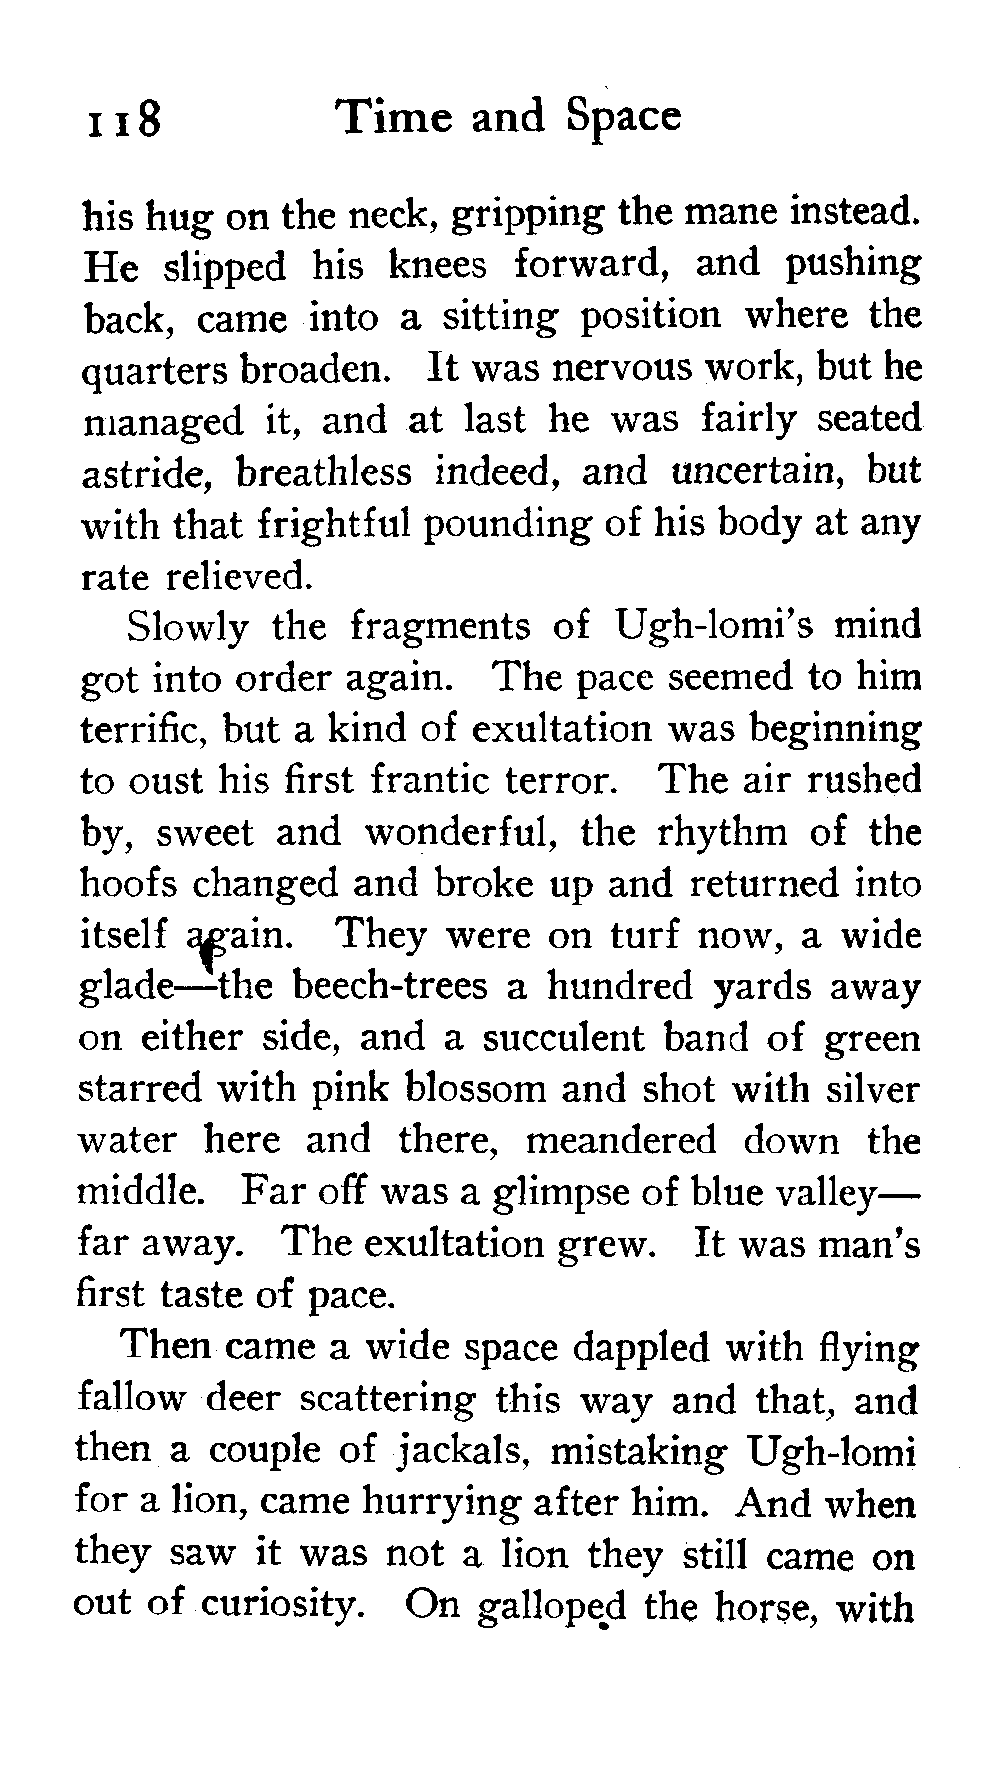 118 Time and Space
his hug on the neck, gripping the mane instead.
He slipped his knees forward, and pushing
back, came into a sitting position where the
quarters broaden. It was nervous work, but he
managed it, and at last he was fairly seated
astride, breathless indeed, and uncertain, but
with that frightful pounding of his body at any
rate relieved.
Slowly the fragments of Ugh-lomi's mind
got into order again. The pace seemed to him
terrific, but a kind of exultation was beginning
to oust his first frantic terror. The air rushed
by, sweet and wonderful, the rhythm of the
hoofs changed and broke up and returned into
itself again. They were on turf now, a wide
glade—the beech-trees a hundred yards away
on either side, and a succulent band of green
starred with pink blossom and shot with silver
water here and there, meandered down the
middle. Far off was a glimpse of blue valley—
far away. The exultation grew. It was man's
first taste of pace.
Then came a wide space dappled with flying
fallow deer scattering this way and that, and
then a couple of jackals, mistaking Ugh-lomi
for a lion, came hurrying after him. And when
they saw it was not a lion they still came on
out of curiosity. On galloped the horse, with